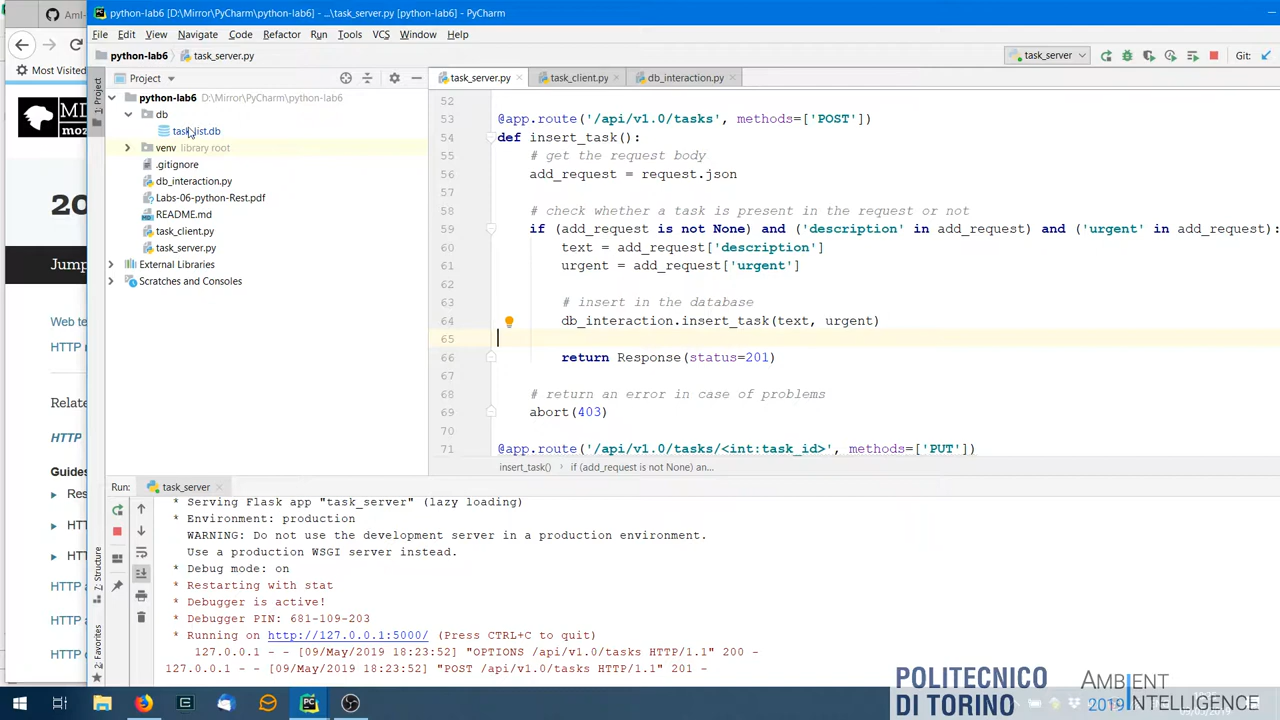 AmI-
python-lab6 [D:\Mirror\PyCharm\python-lab6] - ...\task_server.py [python-lab6] - PyCharm
File Edit View Navigate Code Refactor Run Tools VCS Window Help
python-lab6 task_server.py
task_server
Git:
Most Visited
Project
task_server.py
task_client.py
db_interaction.py
1: Project
python-lab6 D:\Mirror\PyCharm\python-lab6
db
task_list.db
venv library root
.gitignore
db_interaction.py
Labs-06-python-Rest.pdf
README.md
task_client.py
task_server.py
External Libraries
Scratches and Consoles
moz
20
Jump
Web te
HTTP
Relate
HTTP
Guides
Res
HT
HT
HTTP
HTTP
HTTP
52
53 @app.route('/api/v1.0/tasks', methods=['POST'])
54 def insert_task():
55 # get the request body
56 add_request = request.json
57
58 # check whether a task is present in the request or not
59 if (add_request is not None) and ('description' in add_request) and ('urgent' in add_request):
60 text = add_request['description']
61 urgent = add_request['urgent']
62
63 # insert in the database
64 db_interaction.insert_task(text, urgent)
65
66 return Response(status=201)
67
68 # return an error in case of problems
69 abort(403)
70
71 @app.route('/api/v1.0/tasks/<int:task_id>', methods=['PUT'])
insert_task() › if (add_request is not None) an...
Run: task_server
7: Structure
2: Favorites
* Serving Flask app "task_server" (lazy loading)
* Environment: production
WARNING: Do not use the development server in a production environment.
Use a production WSGI server instead.
* Debug mode: on
* Restarting with stat
* Debugger is active!
* Debugger PIN: 681-109-203
* Running on http://127.0.0.1:5000/ (Press CTRL+C to quit)
127.0.0.1 - - [09/May/2019 18:23:52] "OPTIONS /api/v1.0/tasks HTTP/1.1" 200 -
127.0.0.1 - - [09/May/2019 18:23:52] "POST /api/v1.0/tasks HTTP/1.1" 201 -
POLITECNICO
DI TORINO
AMBIENT
2019 INTELLIGENCE